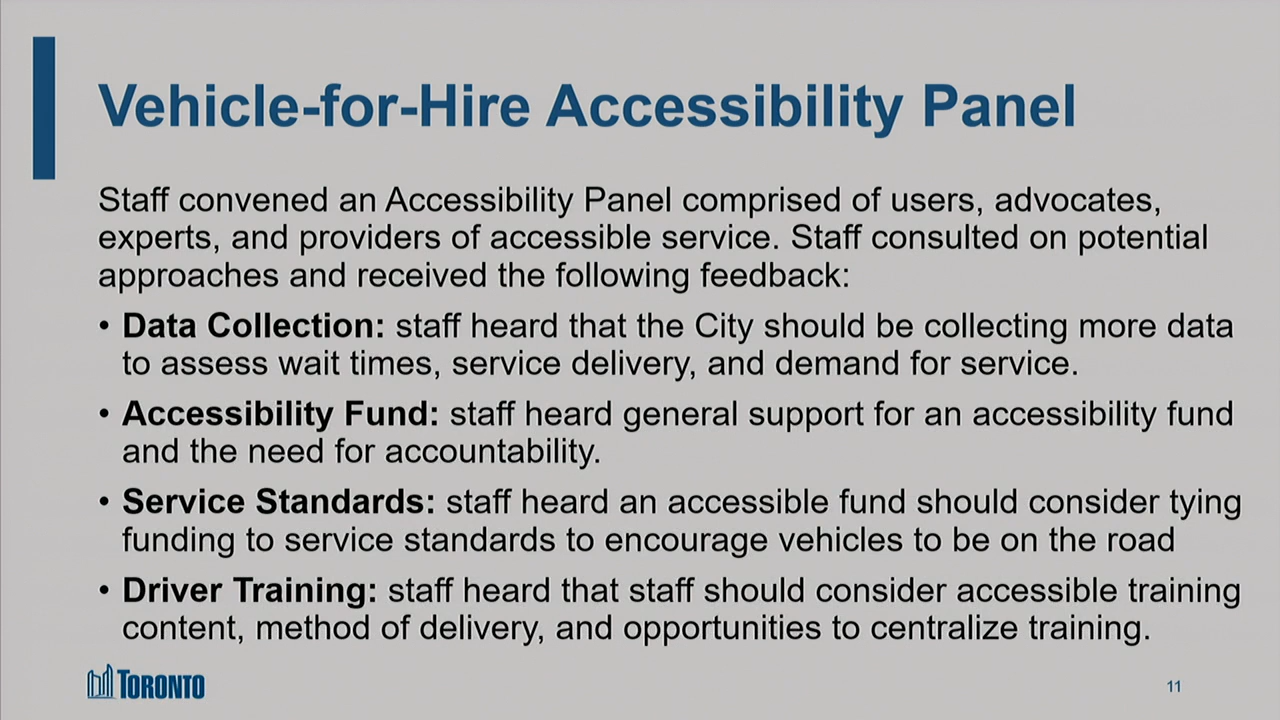 Vehicle-for-Hire Accessibility Panel
Staff convened an Accessibility Panel comprised of users, advocates,
experts, and providers of accessible service. Staff consulted on potential
approaches and received the following feedback:
• Data Collection: staff heard that the City should be collecting more data
to assess wait times, service delivery, and demand for service.
• Accessibility Fund: staff heard general support for an accessibility fund
and the need for accountability.
• Service Standards: staff heard an accessible fund should consider tying
funding to service standards to encourage vehicles to be on the road
• Driver Training: staff heard that staff should consider accessible training
content, method of delivery, and opportunities to centralize training.
TORONTO
11